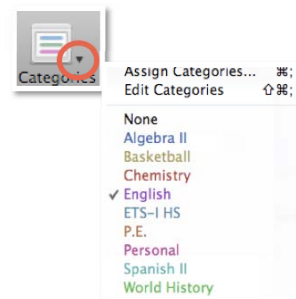 Categories
Assign Categories... ⌘;
Edit Categories ⇧⌘;
None
Algebra II
Basketball
Chemistry
✓ English
ETS-I HS
P.E.
Personal
Spanish II
World History